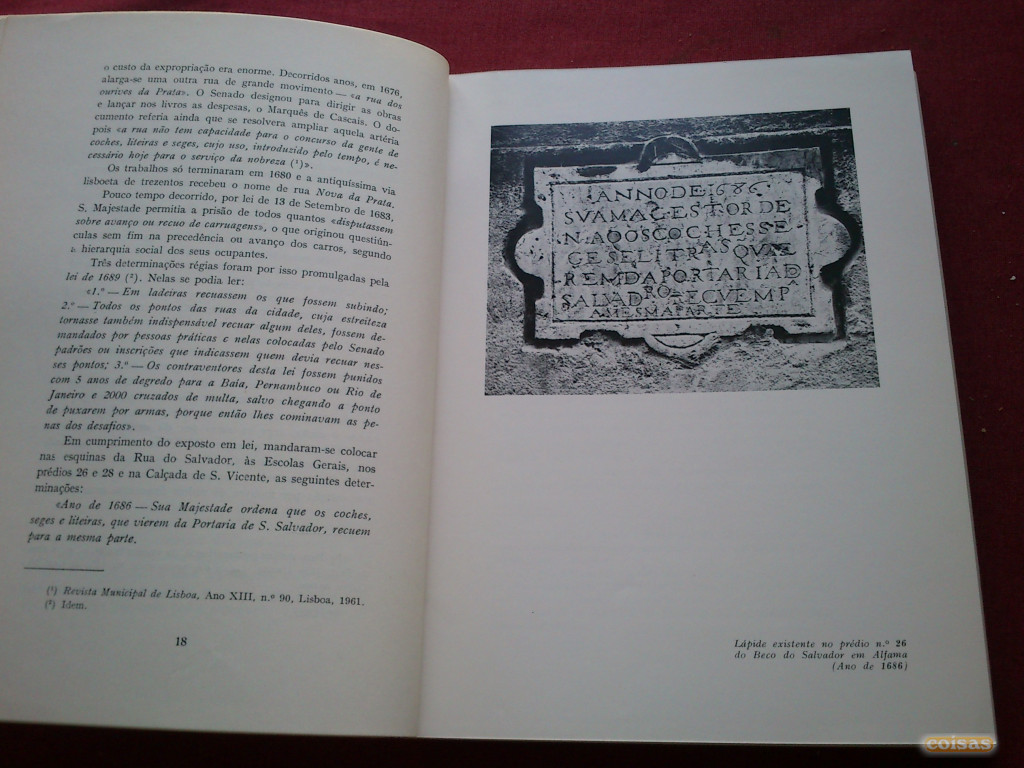 o custo da expropriação era enorme. Decorridos anos, em 1676,
alarga-se uma outra rua de grande movimento — «a rua dos
ourives da Prata». O Senado designou para dirigir as obras
e lançar nos livros as despesas, o Marquês de Cascais. O do-
cumento referia ainda que se resolvera ampliar aquela artéria
pois «a rua não tem capacidade para o concurso da gente de
coches, liteiras e seges, cujo uso, introduzido pelo tempo, é ne-
cessário hoje para o serviço da nobreza (¹)».
Os trabalhos só terminaram em 1680 e a antiquíssima via
lisboeta de trezentos recebeu o nome de rua Nova da Prata.
Pouco tempo decorrido, por lei de 13 de Setembro de 1683,
S. Majestade permitia a prisão de todos quantos «disputassem
sobre avanço ou recuo de carruagens», o que originou questiún-
culas sem fim na precedência ou avanço dos carros, segundo
a hierarquia social dos seus ocupantes.
Três determinações régias foram por isso promulgadas pela
lei de 1689 (²). Nelas se podia ler:
«1.º — Em ladeiras recuassem os que fossem subindo;
2.º — Todos os pontos das ruas da cidade, cuja estreiteza
tornasse também indispensável recuar algum deles, fossem de-
mandados por pessoas práticas e nelas colocadas pelo Senado
padrões ou inscrições que indicassem quem devia recuar nes-
ses pontos; 3.º — Os contraventores desta lei fossem punidos
com 5 anos de degredo para a Baía, Pernambuco ou Rio de
Janeiro e 2000 cruzados de multa, salvo chegando a ponto
de puxarem por armas, porque então lhes cominavam as pe-
nas dos desafios».
Em cumprimento do exposto em lei, mandaram-se colocar
nas esquinas da Rua do Salvador, às Escolas Gerais, nos
prédios 26 e 28 e na Calçada de S. Vicente, as seguintes deter-
minações:
«Ano de 1686 — Sua Majestade ordena que os coches,
seges e liteiras, que vierem da Portaria de S. Salvador, recuem
para a mesma parte.
(¹) Revista Municipal de Lisboa, Ano XIII, n.º 90, Lisboa, 1961.
(²) Idem.
18
ANNO DE 1686
SVA MAGESTOR DE
NA QOS COCHES SE
GES E LITRAS QVÆ
REM DA PORTARIA D
SALVADRO
Lápide existente no prédio n.º 26
do Beco do Salvador em Alfama
(Ano de 1686)
coisas